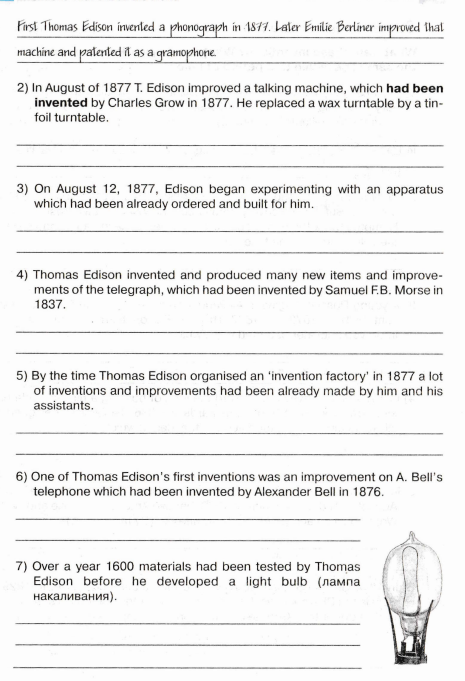 First Thomas Edison invented a phonograph in 1877. Later Emilie Berliner improved that
machine and patented it as a gramophone.
2) In August of 1877 T. Edison improved a talking machine, which had been
invented by Charles Grow in 1877. He replaced a wax turntable by a tin-
foil turntable.
3) On August 12, 1877, Edison began experimenting with an apparatus
which had been already ordered and built for him.
4) Thomas Edison invented and produced many new items and improve-
ments of the telegraph, which had been invented by Samuel F.B. Morse in
1837.
5) By the time Thomas Edison organised an ‘invention factory’ in 1877 a lot
of inventions and improvements had been already made by him and his
assistants.
6) One of Thomas Edison's first inventions was an improvement on A. Bell's
telephone which had been invented by Alexander Bell in 1876.
7) Over a year 1600 materials had been tested by Thomas
Edison before he developed a light bulb (лампа
накаливания).